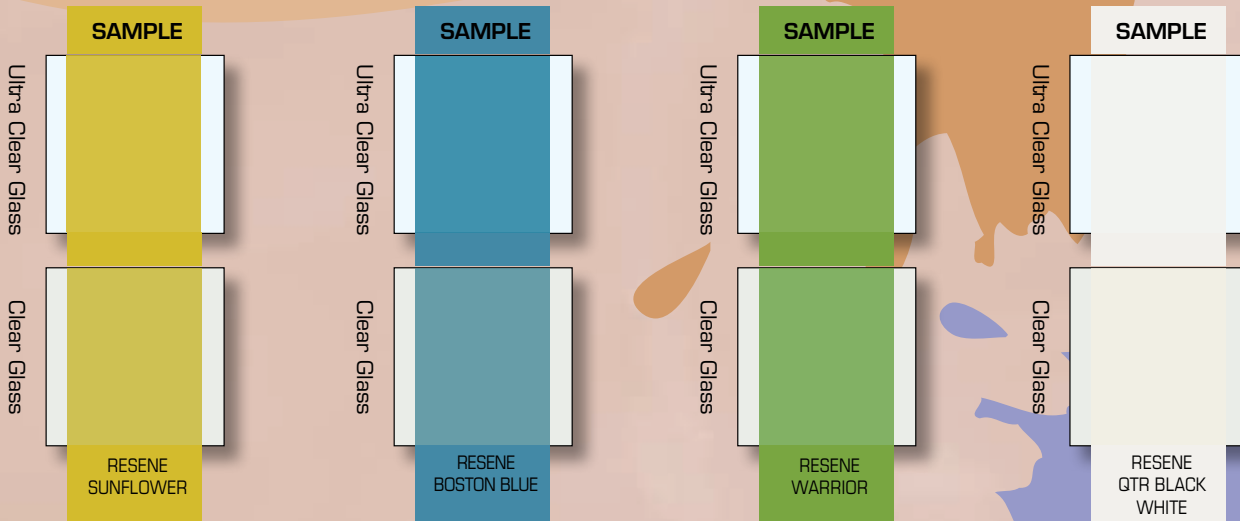 SAMPLE
Ultra Clear Glass
Clear Glass
RESENE
SUNFLOWER
SAMPLE
Ultra Clear Glass
Clear Glass
RESENE
BOSTON BLUE
SAMPLE
Ultra Clear Glass
Clear Glass
RESENE
WARRIOR
SAMPLE
Ultra Clear Glass
Clear Glass
RESENE
QTR BLACK
WHITE